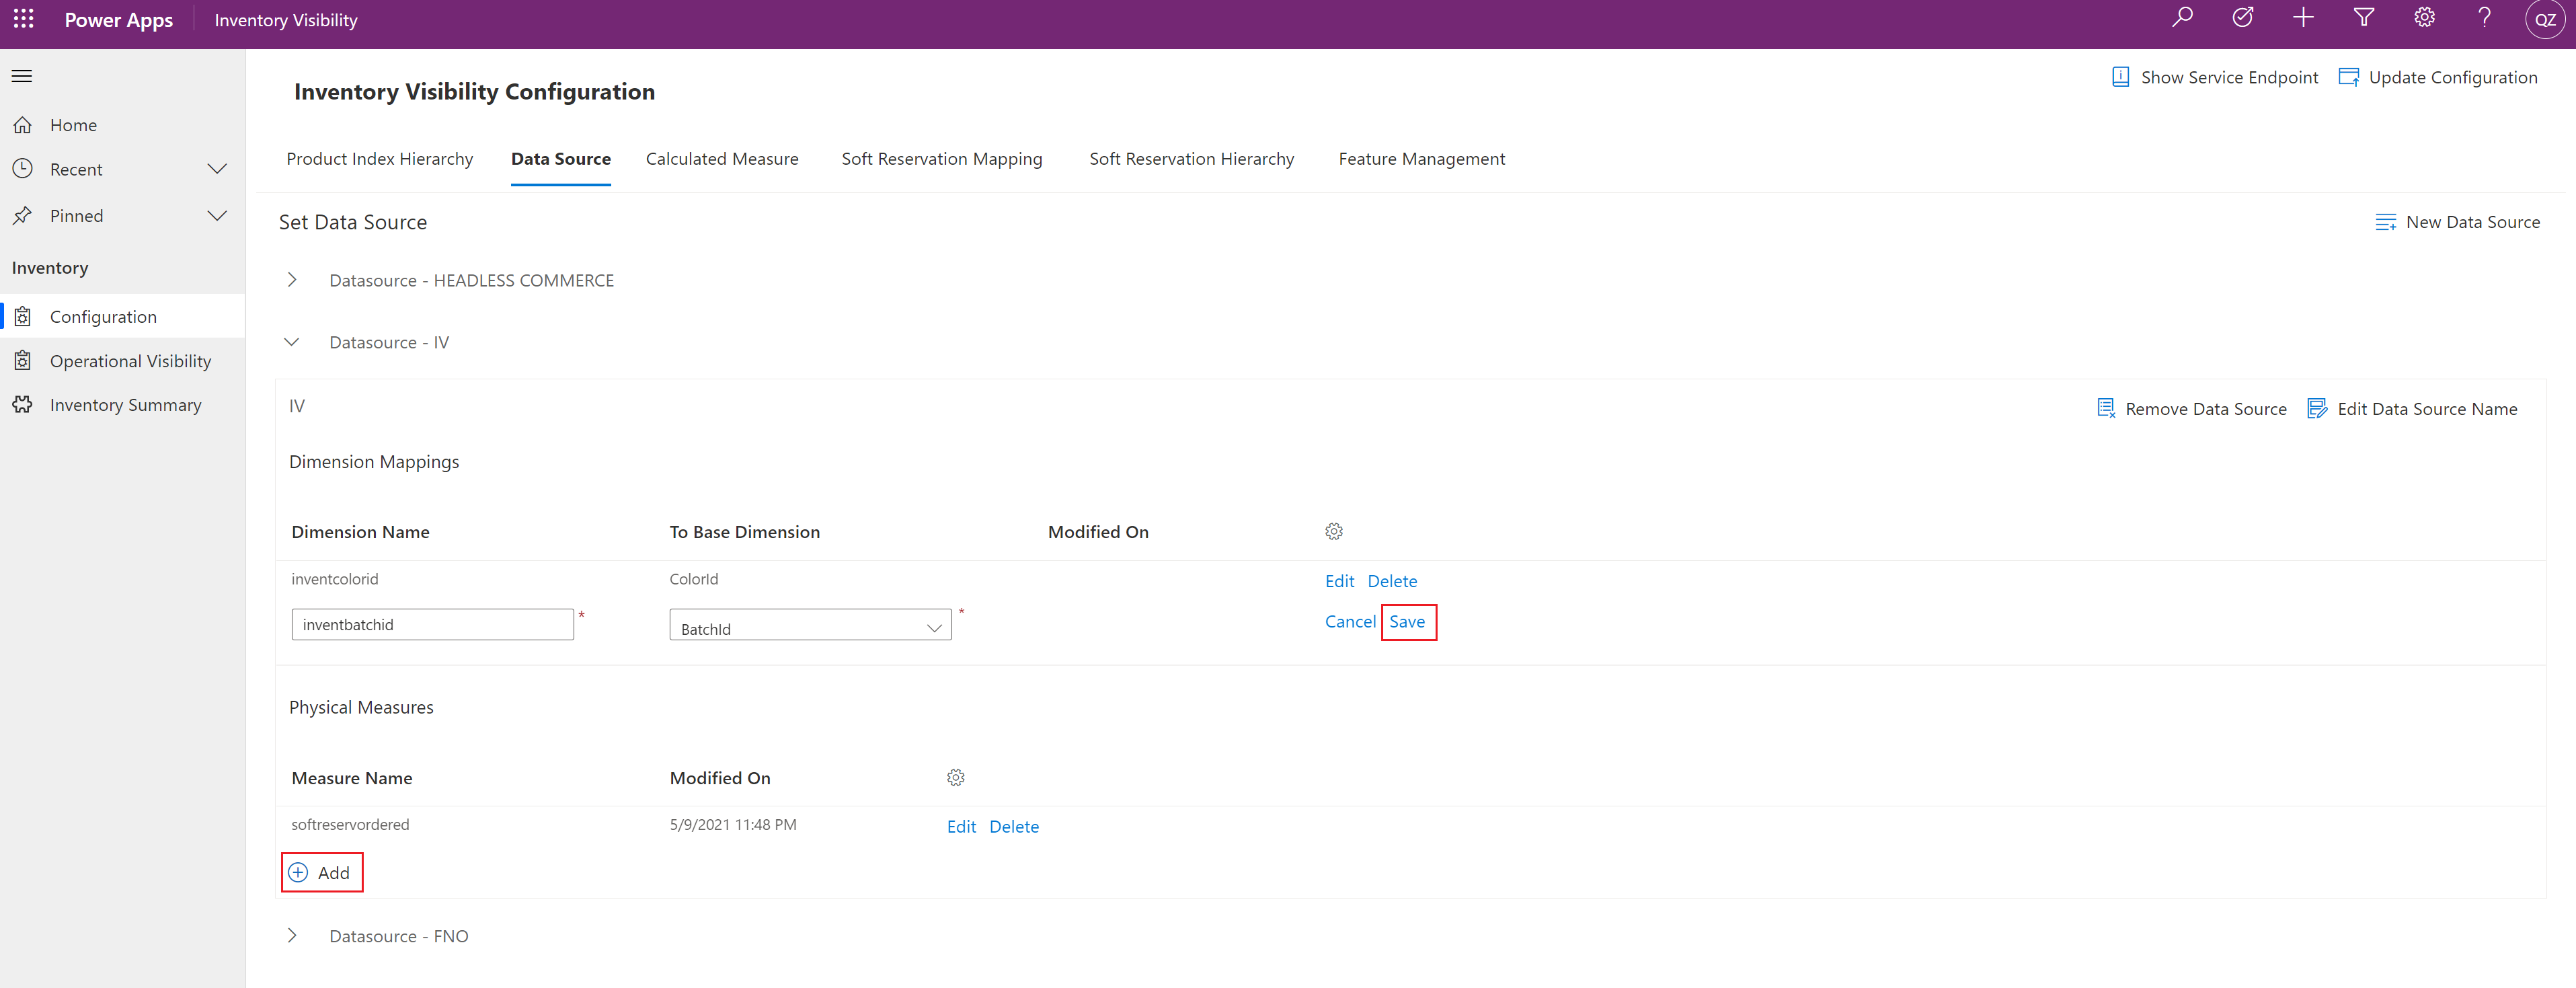 Power Apps
Inventory Visibility
QZ
Show Service Endpoint
Update Configuration
Home
Recent
Pinned
Inventory
Configuration
Operational Visibility
Inventory Summary
Inventory Visibility Configuration
Product Index Hierarchy
Data Source
Calculated Measure
Soft Reservation Mapping
Soft Reservation Hierarchy
Feature Management
Set Data Source
New Data Source
Datasource - HEADLESS COMMERCE
Datasource - IV
IV
Remove Data Source
Edit Data Source Name
Dimension Mappings
Dimension Name To Base Dimension Modified On
inventcolorid ColorId Edit Delete
inventbatchid * BatchId * Cancel Save
Physical Measures
Measure Name Modified On
softreservordered 5/9/2021 11:48 PM Edit Delete
Add
Datasource - FNO